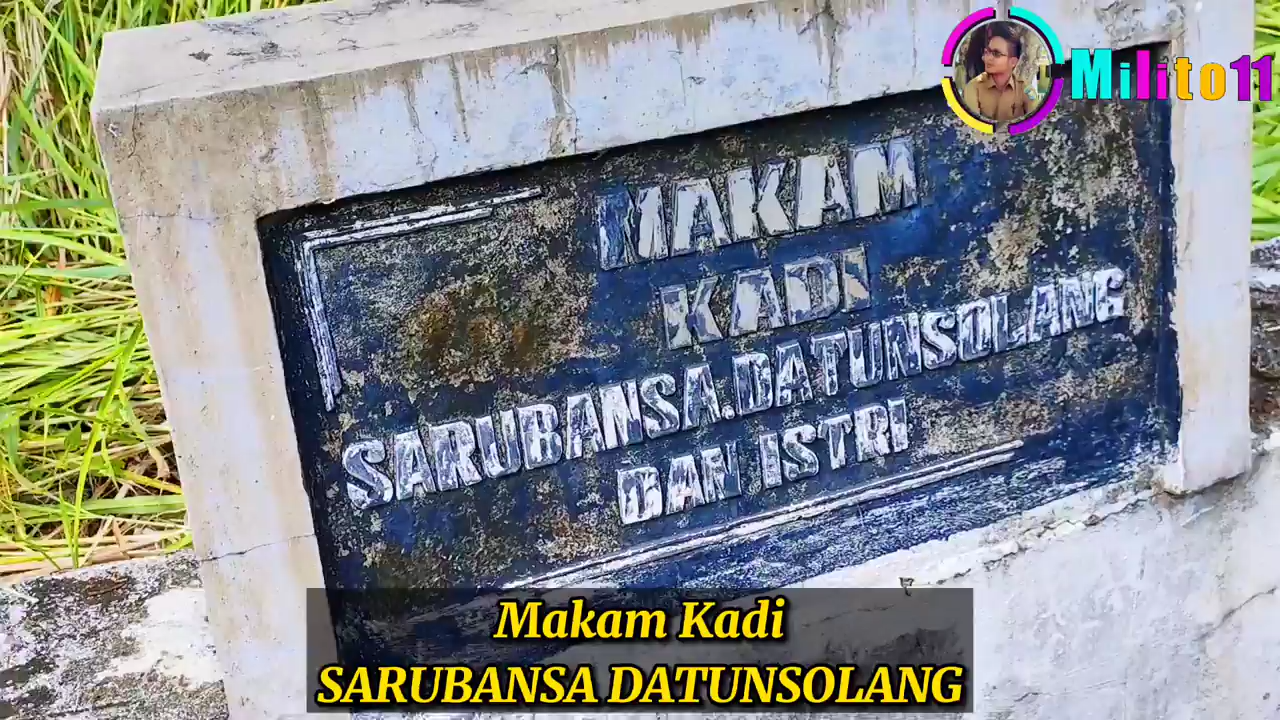 Milito11
MAKAM
KADI
SARUBANSA.DATUNSOLANG
DAN ISTRI
Makam Kadi
SARUBANSA DATUNSOLANG